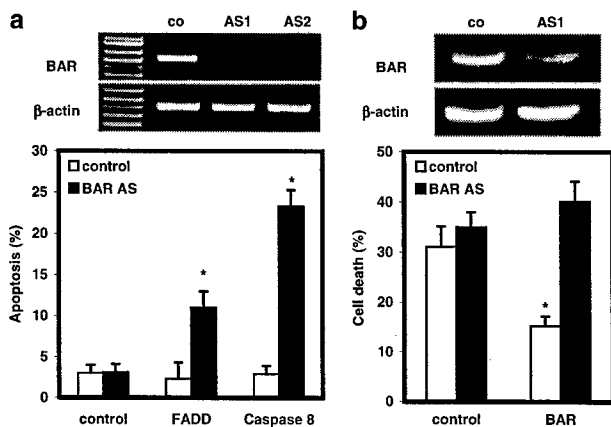 a
co AS1 AS2
BAR
β-actin
30
25
20
15
10
5
0
Apoptosis (%)
control
BAR AS
*
*
control FADD Caspase 8
b
co AS1
BAR
β-actin
50
40
30
20
10
0
Cell death (%)
control
BAR AS
*
control BAR